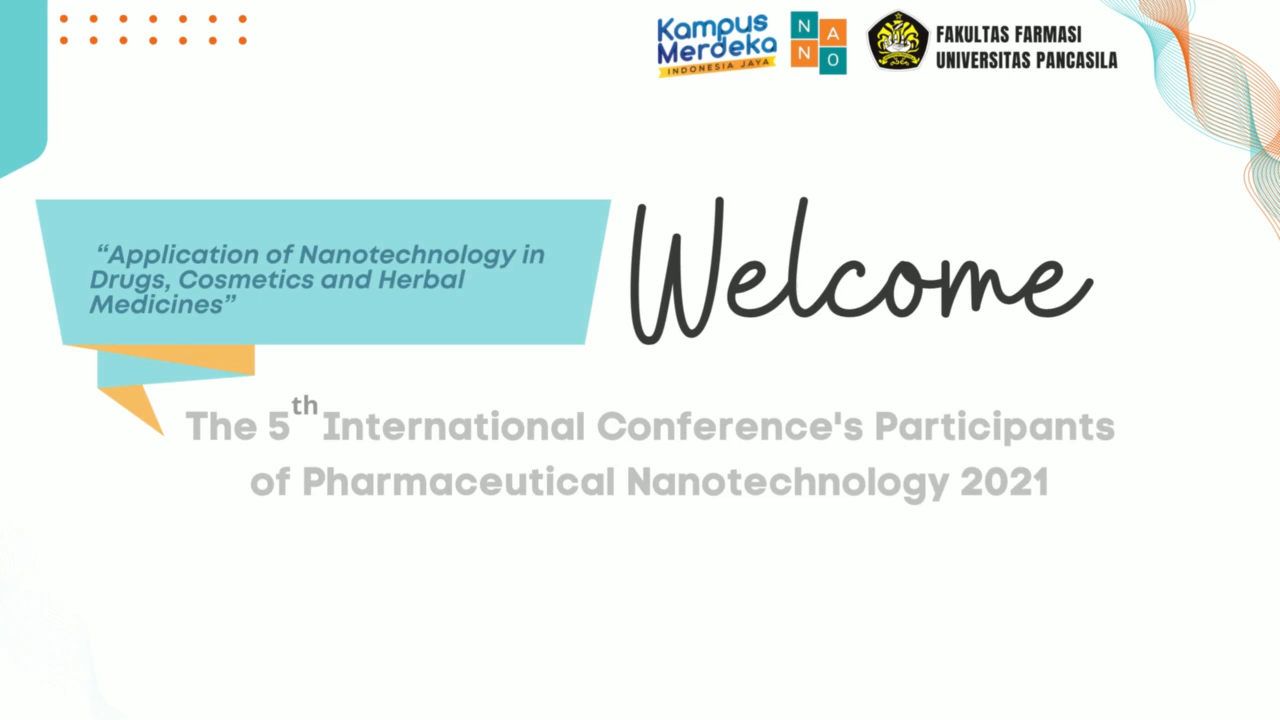 Kampus
Merdeka
INDONESIA JAYA
N A
N O
FAKULTAS FARMASI
UNIVERSITAS PANCASILA
“Application of Nanotechnology in
Drugs, Cosmetics and Herbal
Medicines”
Welcome
The 5th International Conference's Participants
of Pharmaceutical Nanotechnology 2021